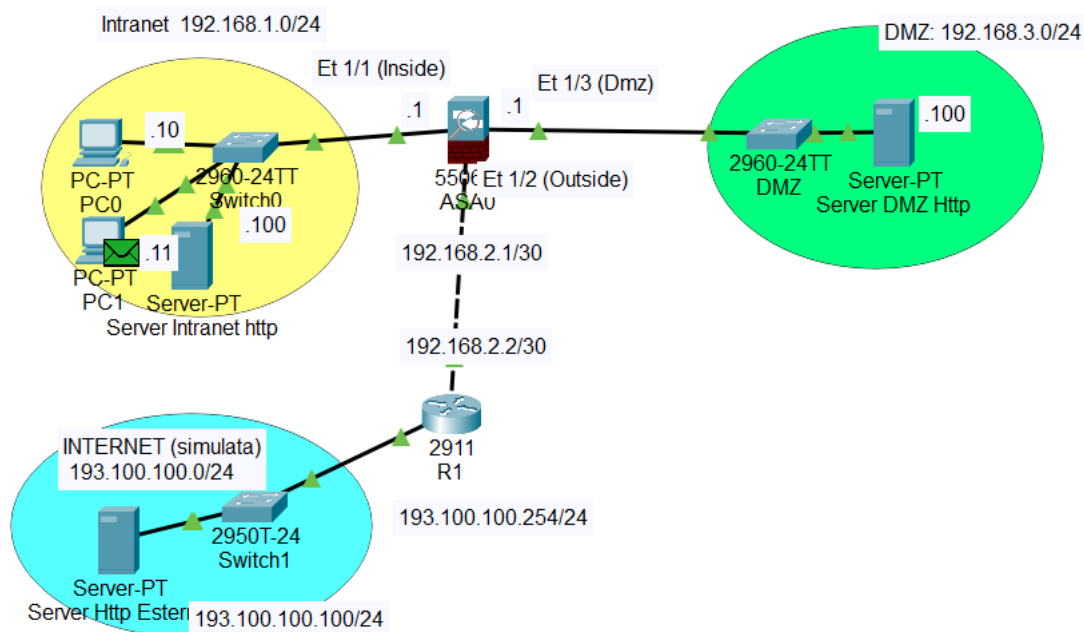 Intranet 192.168.1.0/24
DMZ: 192.168.3.0/24
Et 1/1 (Inside)
Et 1/3 (Dmz)
.1
.1
.10
.100
PC-PT
PC0
2960-24TT
Switch0
Et 1/2 (Outside)
2960-24TT
DMZ
Server-PT
Server DMZ Http
.100
.11
PC-PT
PC1
Server-PT
Server Intranet http
192.168.2.1/30
192.168.2.2/30
2911
R1
INTERNET (simulata)
193.100.100.0/24
193.100.100.254/24
2950T-24
Switch1
Server-PT
Server Http
193.100.100.100/24